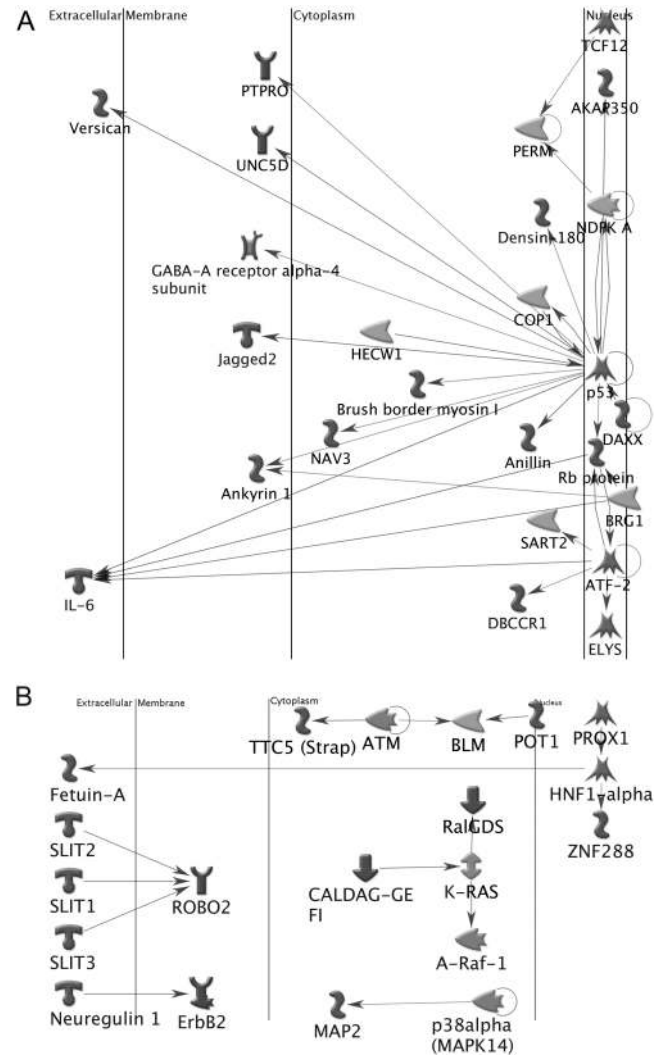 A
Extracellular Membrane Cytoplasm Nucleus
TCF12
PTPRO
AKAP350
Versican
PERM
UNC5D
NDPK A
Densin-180
GABA-A receptor alpha-4
subunit
COP1
Jagged2
HECW1
p53
Brush border myosin I
DAXX
NAV3
Anillin
Rb protein
Ankyrin 1
BRG1
SART2
IL-6
ATF-2
DBCCR1
ELYS
B
Extracellular Membrane Cytoplasm Nucleus
TTC5 (Strap) ATM BLM POT1 PROX1
Fetuin-A
HNF1-alpha
RalGDS
SLIT2
ZNF288
SLIT1
ROBO2
CALDAG-GE
FI
K-RAS
SLIT3
A-Raf-1
Neuregulin 1
ErbB2
MAP2
p38alpha
(MAPK14)